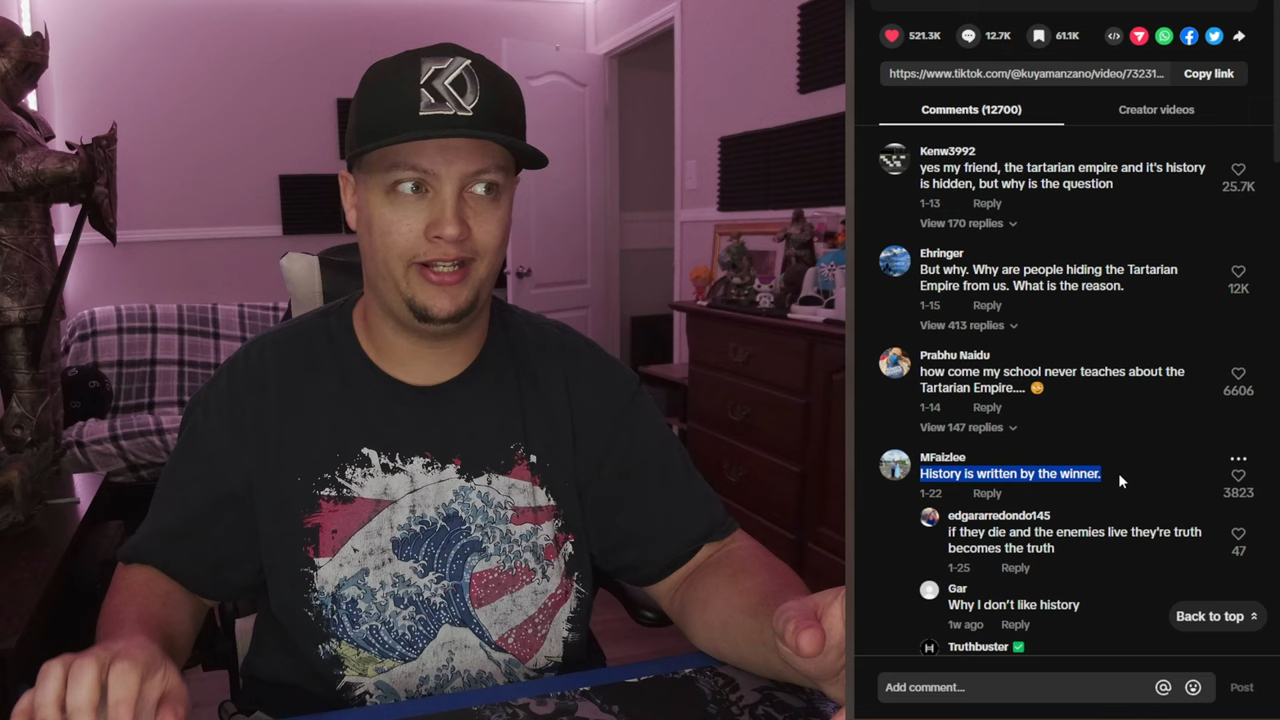 521.3K 12.7K 61.1K
https://www.tiktok.com/@kuyamanzano/video/73231... Copy link
Comments (12700) Creator videos
Kenw3992
yes my friend, the tartarian empire and it's history
is hidden, but why is the question
25.7K
1-13 Reply
View 170 replies
Ehringer
But why. Why are people hiding the Tartarian
Empire from us. What is the reason.
12K
1-15 Reply
View 413 replies
Prabhu Naidu
how come my school never teaches about the
Tartarian Empire....
6606
1-14 Reply
View 147 replies
MFaizlee
History is written by the winner.
3823
1-22 Reply
edgararredondo145
if they die and the enemies live they're truth
becomes the truth
47
1-25 Reply
Gar
Why I don't like history
1w ago Reply
Back to top
Truthbuster
Add comment... Post